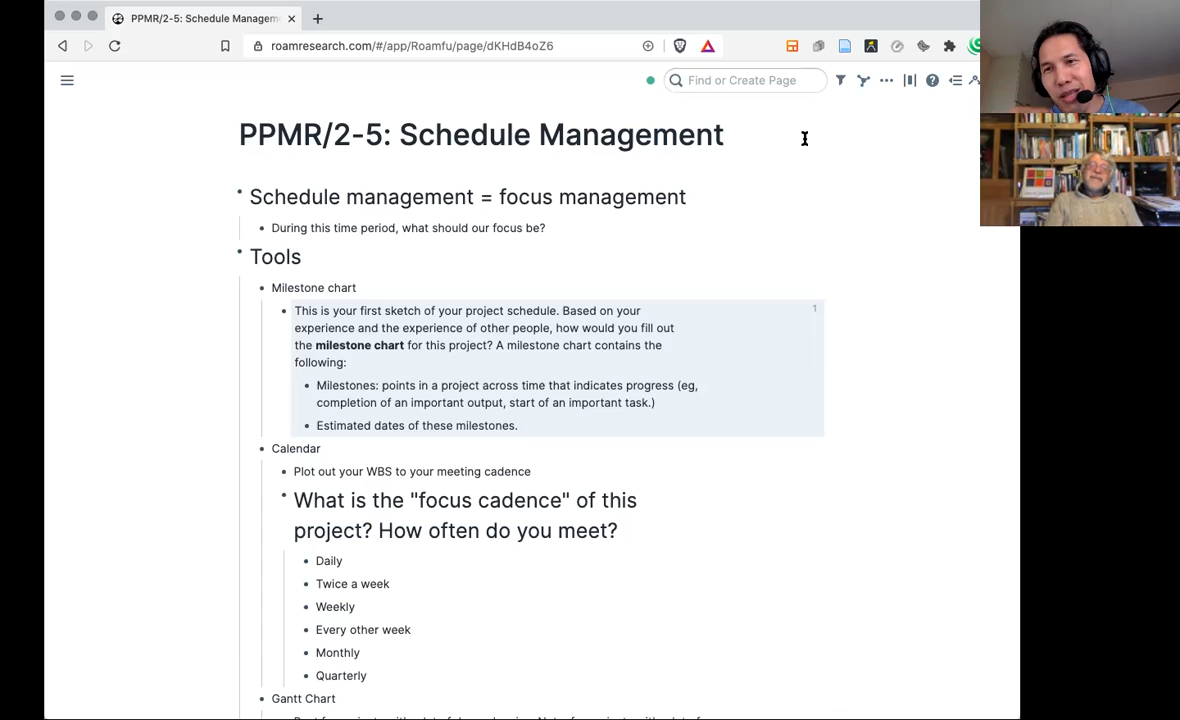 PPMR/2-5: Schedule Managem
roamresearch.com/#/app/Roamfu/page/dKHdB4oZ6
Find or Create Page
PPMR/2-5: Schedule Management
Schedule management = focus management
During this time period, what should our focus be?
Tools
Milestone chart
This is your first sketch of your project schedule. Based on your
1
experience and the experience of other people, how would you fill out
the milestone chart for this project? A milestone chart contains the
following:
Milestones: points in a project across time that indicates progress (eg,
completion of an important output, start of an important task.)
Estimated dates of these milestones.
Calendar
Plot out your WBS to your meeting cadence
What is the "focus cadence" of this
project? How often do you meet?
Daily
Twice a week
Weekly
Every other week
Monthly
Quarterly
Gantt Chart